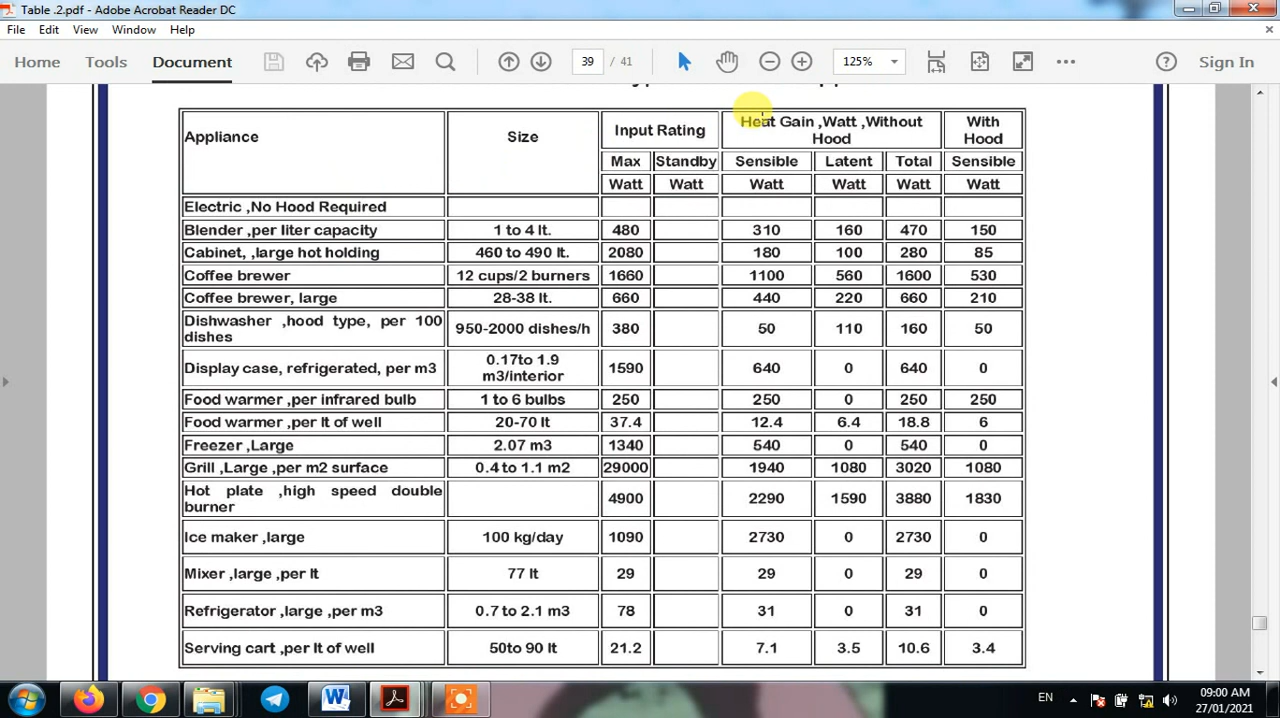 Table .2.pdf - Adobe Acrobat Reader DC
File Edit View Window Help
Home Tools Document 39 / 41 125% Sign In
Appliance Size Input Rating Heat Gain ,Watt ,Without Hood With Hood
Max Standby Sensible Latent Total Sensible
Watt Watt Watt Watt Watt Watt
Electric ,No Hood Required
Blender ,per liter capacity 1 to 4 lt. 480 310 160 470 150
Cabinet, ,large hot holding 460 to 490 lt. 2080 180 100 280 85
Coffee brewer 12 cups/2 burners 1660 1100 560 1600 530
Coffee brewer, large 28-38 lt. 660 440 220 660 210
Dishwasher ,hood type, per 100 dishes 950-2000 dishes/h 380 50 110 160 50
Display case, refrigerated, per m3 0.17to 1.9 m3/interior 1590 640 0 640 0
Food warmer ,per infrared bulb 1 to 6 bulbs 250 250 0 250 250
Food warmer ,per lt of well 20-70 lt 37.4 12.4 6.4 18.8 6
Freezer ,Large 2.07 m3 1340 540 0 540 0
Grill ,Large ,per m2 surface 0.4 to 1.1 m2 29000 1940 1080 3020 1080
Hot plate ,high speed double burner 4900 2290 1590 3880 1830
Ice maker ,large 100 kg/day 1090 2730 0 2730 0
Mixer ,large ,per lt 77 lt 29 29 0 29 0
Refrigerator ,large ,per m3 0.7 to 2.1 m3 78 31 0 31 0
Serving cart ,per lt of well 50to 90 lt 21.2 7.1 3.5 10.6 3.4
EN 09:00 AM
27/01/2021